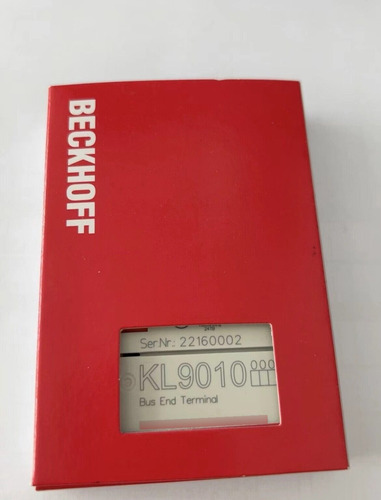 BECKHOFF
Ser.Nr.: 22160002
KL9010
Bus End Terminal